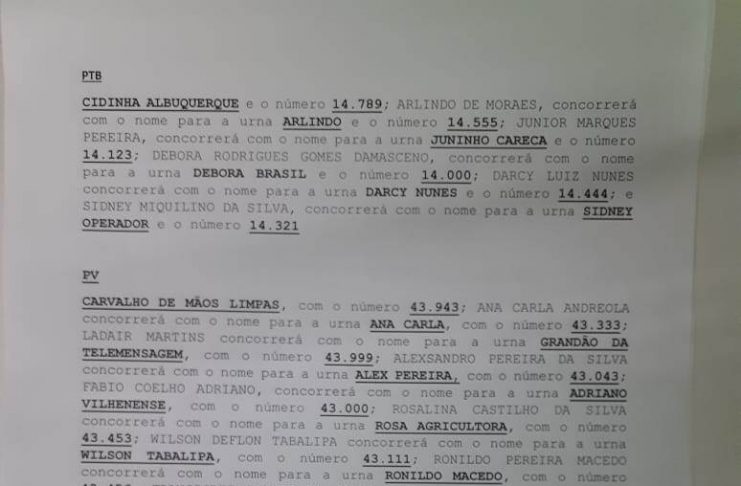 PTB
CIDINHA ALBUQUERQUE e o número 14.789; ARLINDO DE MORAES, concorrerá
com o nome para a urna ARLINDO e o número 14.555; JUNIOR MARQUES
PEREIRA, concorrerá com o nome para a urna JUNINHO CARECA e o número
14.123; DEBORA RODRIGUES GOMES DAMASCENO, concorrerá com o nome
para a urna DEBORA BRASIL e o número 14.000; DARCY LUIZ NUNES
concorrerá com o nome para a urna DARCY NUNES e o número 14.444; e
SIDNEY MIQUILINO DA SILVA, concorrerá com o nome para a urna SIDNEY
OPERADOR e o número 14.321
PV
CARVALHO DE MÃOS LIMPAS, com o número 43.943; ANA CARLA ANDREOLA
concorrerá com o nome para a urna ANA CARLA, com o número 43.333;
LADAIR MARTINS concorrerá com o nome para a urna GRANDÃO DA
TELEMENSAGEM, com o número 43.999; ALEXSANDRO PEREIRA DA SILVA
concorrerá com o nome para a urna ALEX PEREIRA, com o número 43.043;
FABIO COELHO ADRIANO, concorrerá com o nome para a urna ADRIANO
VILHENENSE, com o número 43.000; ROSALINA CASTILHO DA SILVA
concorrerá com o nome para a urna ROSA AGRICULTORA, com o número
43.453; WILSON DEFLON TABALIPA concorrerá com o nome para a urna
WILSON TABALIPA, com o número 43.111; RONILDO PEREIRA MACEDO
concorrerá com o nome para a urna RONILDO MACEDO, com o número